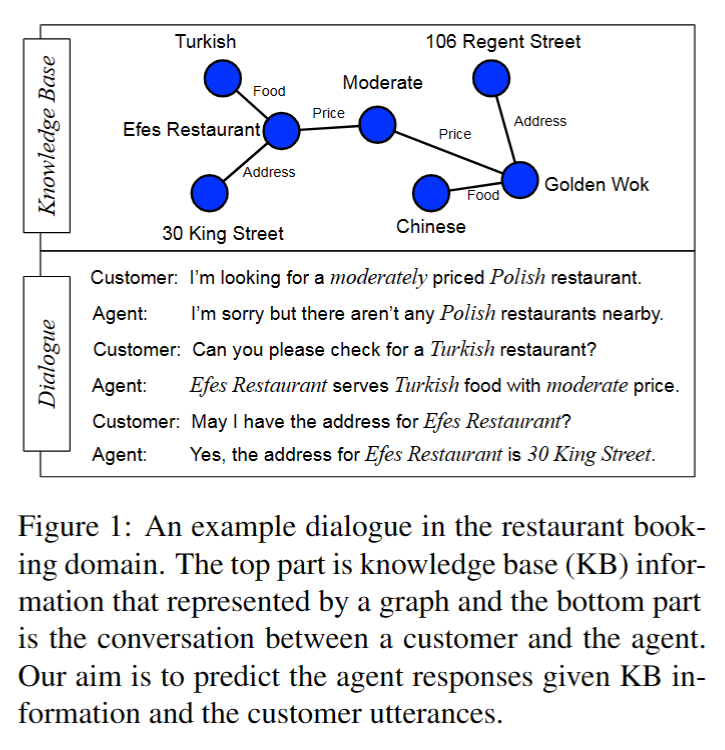 Knowledge Base
Turkish
106 Regent Street
Food
Moderate
Efes Restaurant
Price
Price
Address
Address
Golden Wok
Food
30 King Street
Chinese
Dialogue
Customer: I'm looking for a moderately priced Polish restaurant.
Agent: I'm sorry but there aren't any Polish restaurants nearby.
Customer: Can you please check for a Turkish restaurant?
Agent: Efes Restaurant serves Turkish food with moderate price.
Customer: May I have the address for Efes Restaurant?
Agent: Yes, the address for Efes Restaurant is 30 King Street.
Figure 1: An example dialogue in the restaurant book-
ing domain. The top part is knowledge base (KB) infor-
mation that represented by a graph and the bottom part
is the conversation between a customer and the agent.
Our aim is to predict the agent responses given KB in-
formation and the customer utterances.